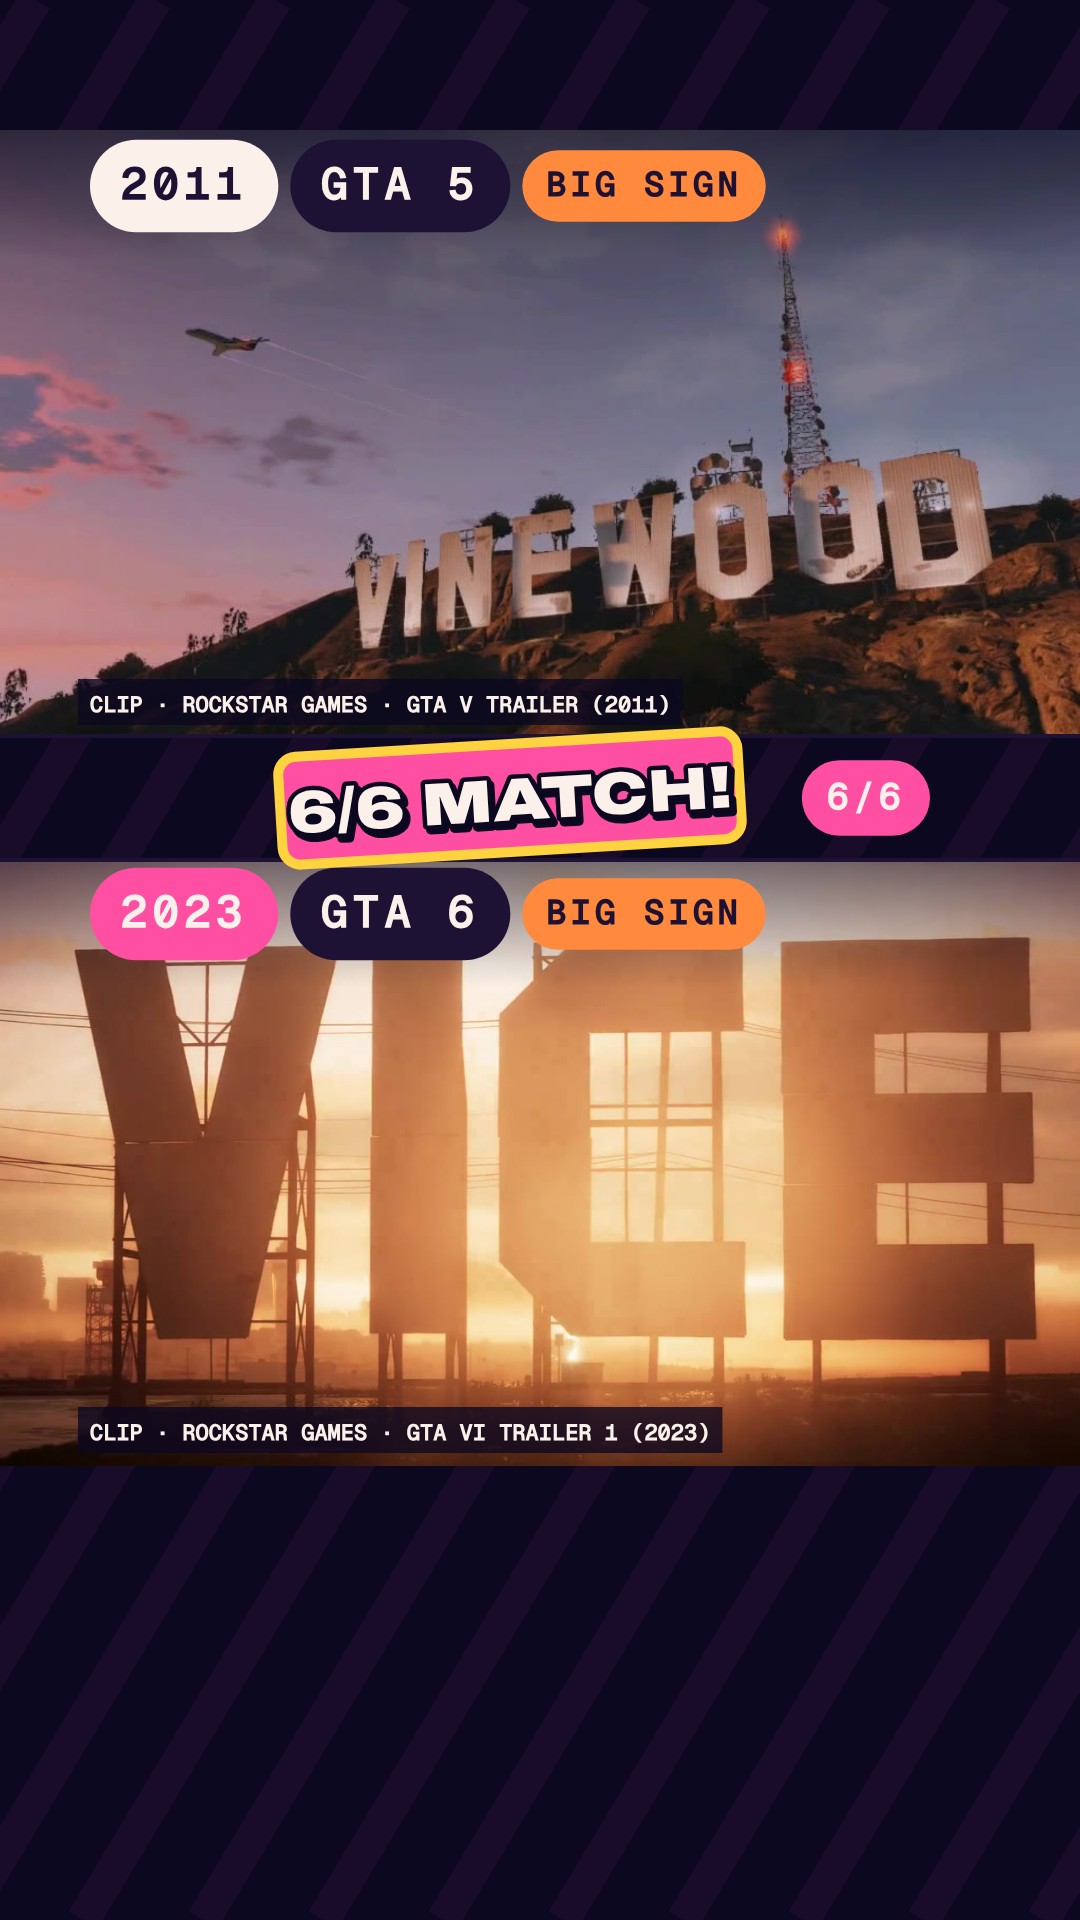 2011 GTA 5 BIG SIGN
VINEWOOD
CLIP · ROCKSTAR GAMES · GTA V TRAILER (2011)
6/6 MATCH! 6/6
2023 GTA 6 BIG SIGN
VICE
CLIP · ROCKSTAR GAMES · GTA VI TRAILER 1 (2023)